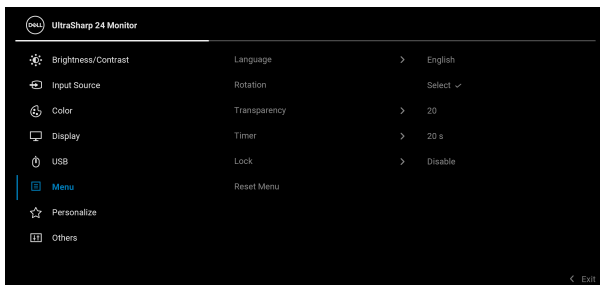 DELL UltraSharp 24 Monitor
Brightness/Contrast Language > English
Input Source Rotation Select ✓
Color Transparency > 20
Display Timer > 20 s
USB Lock > Disable
Menu Reset Menu
Personalize
Others
< Exit